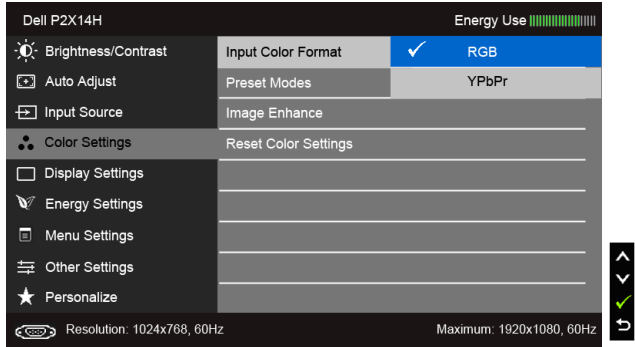 Dell P2X14H Energy Use
Brightness/Contrast Input Color Format RGB
Auto Adjust Preset Modes YPbPr
Input Source Image Enhance
Color Settings Reset Color Settings
Display Settings
Energy Settings
Menu Settings
Other Settings
Personalize
Resolution: 1024x768, 60Hz Maximum: 1920x1080, 60Hz